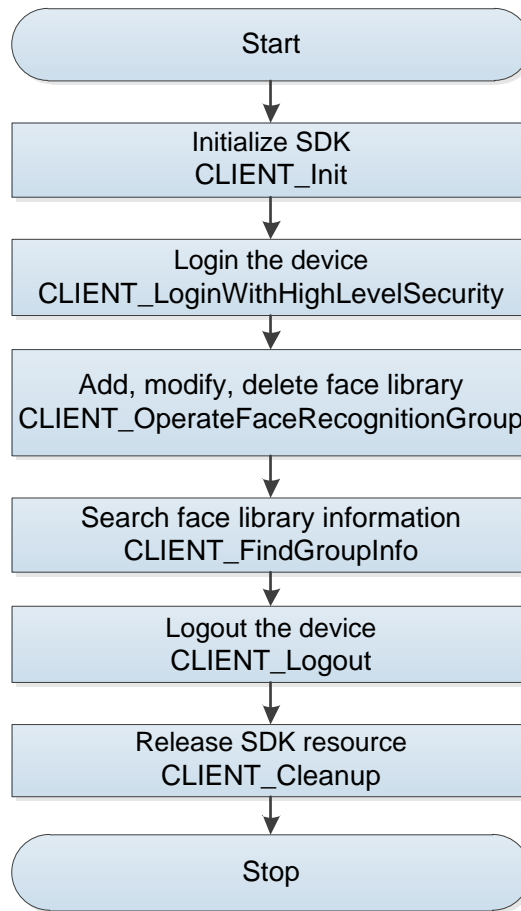 Start
Initialize SDK
CLIENT_Init
Login the device
CLIENT_LoginWithHighLevelSecurity
Add, modify, delete face library
CLIENT_OperateFaceRecognitionGroup
Search face library information
CLIENT_FindGroupInfo
Logout the device
CLIENT_Logout
Release SDK resource
CLIENT_Cleanup
Stop